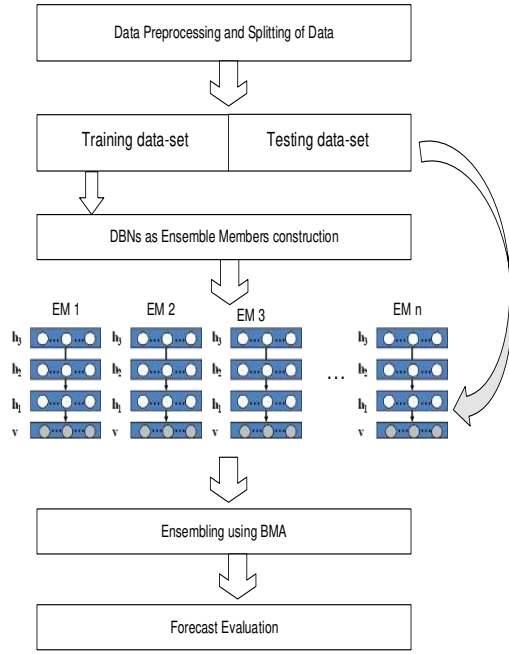 Data Preprocessing and Splitting of Data
Training data-set
Testing data-set
DBNs as Ensemble Members construction
EM 1
EM 2
EM 3
EM n
h3 h3 h3 h3
h2 h2 h2 h2
...
h1 h1 h1 h1
v v v v
Ensembling using BMA
Forecast Evaluation